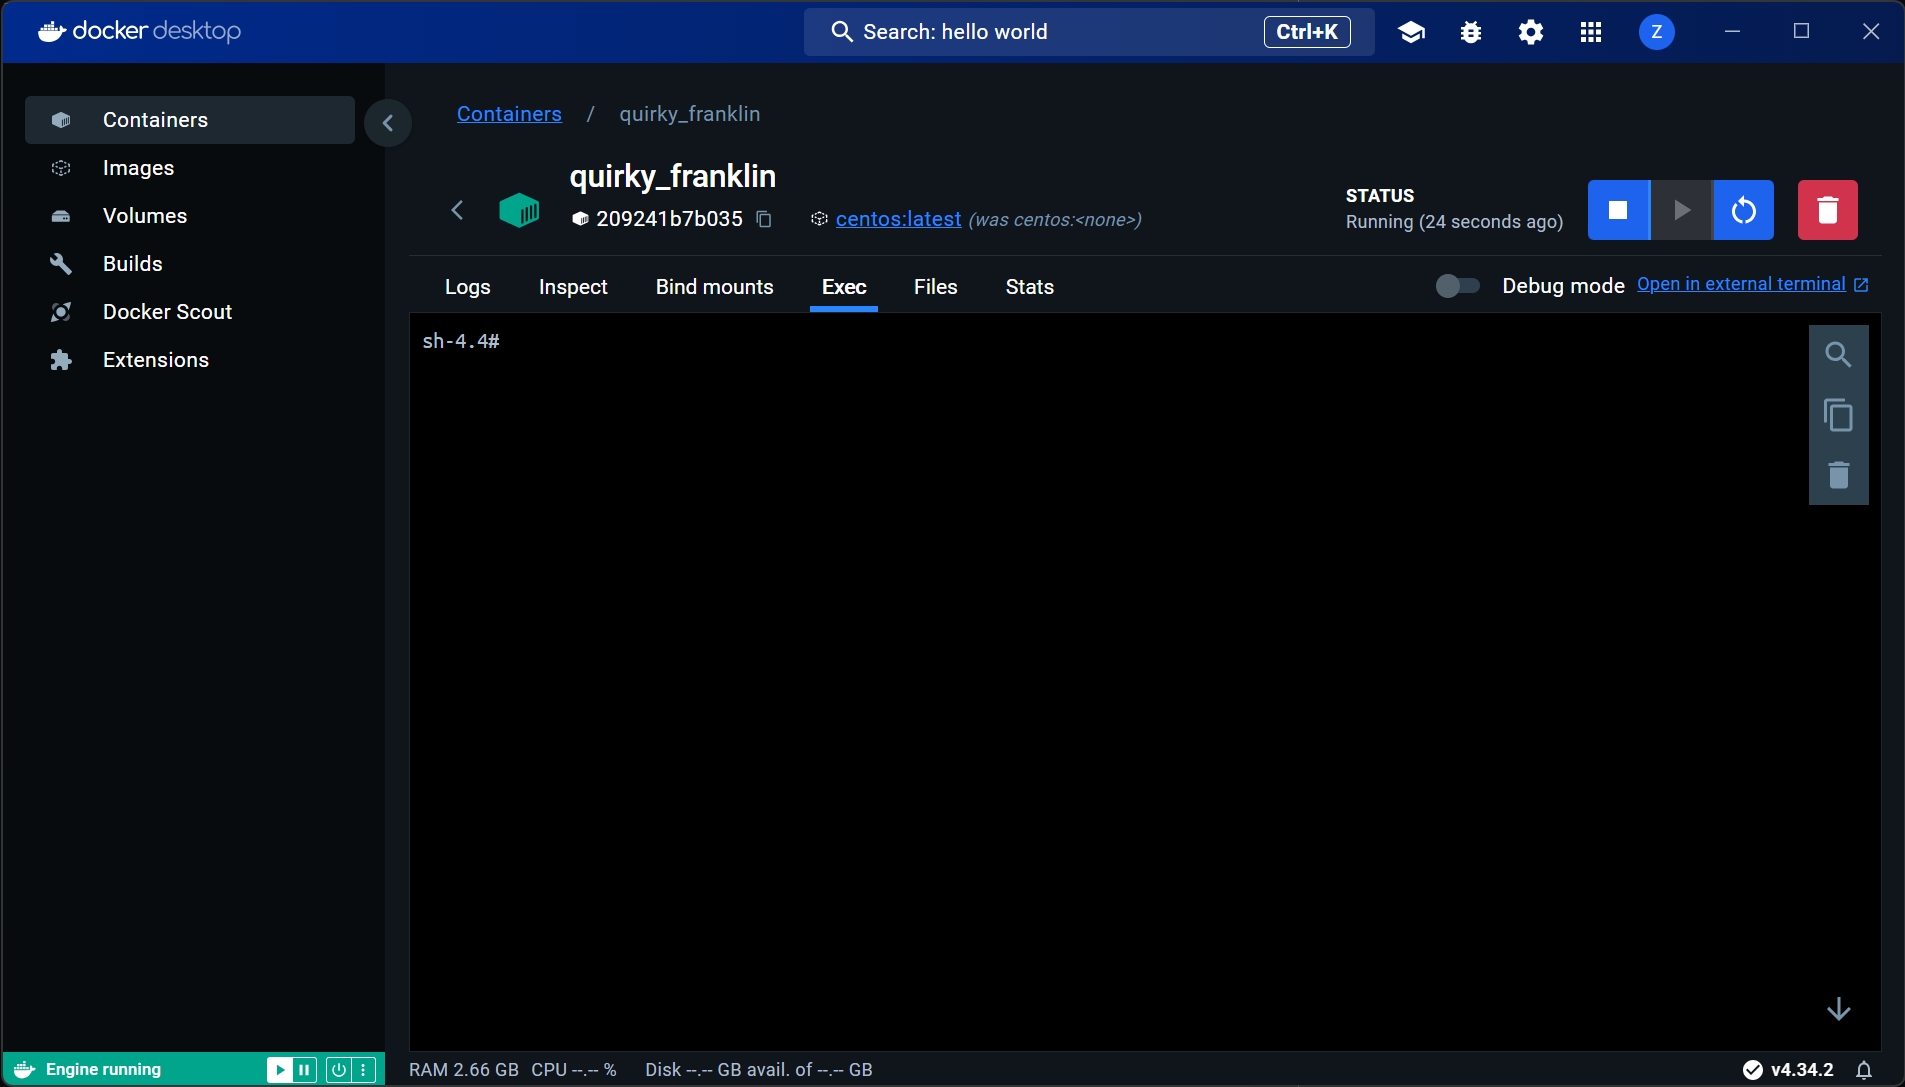 docker desktop
Search: hello world
Ctrl+K
Z
Containers
Images
Volumes
Builds
Docker Scout
Extensions
Containers / quirky_franklin
quirky_franklin
209241b7b035
centos:latest (was centos:<none>)
STATUS
Running (24 seconds ago)
Logs
Inspect
Bind mounts
Exec
Files
Stats
Debug mode
Open in external terminal
sh-4.4#
Engine running
RAM 2.66 GB CPU --.-- % Disk --.-- GB avail. of --.-- GB
v4.34.2